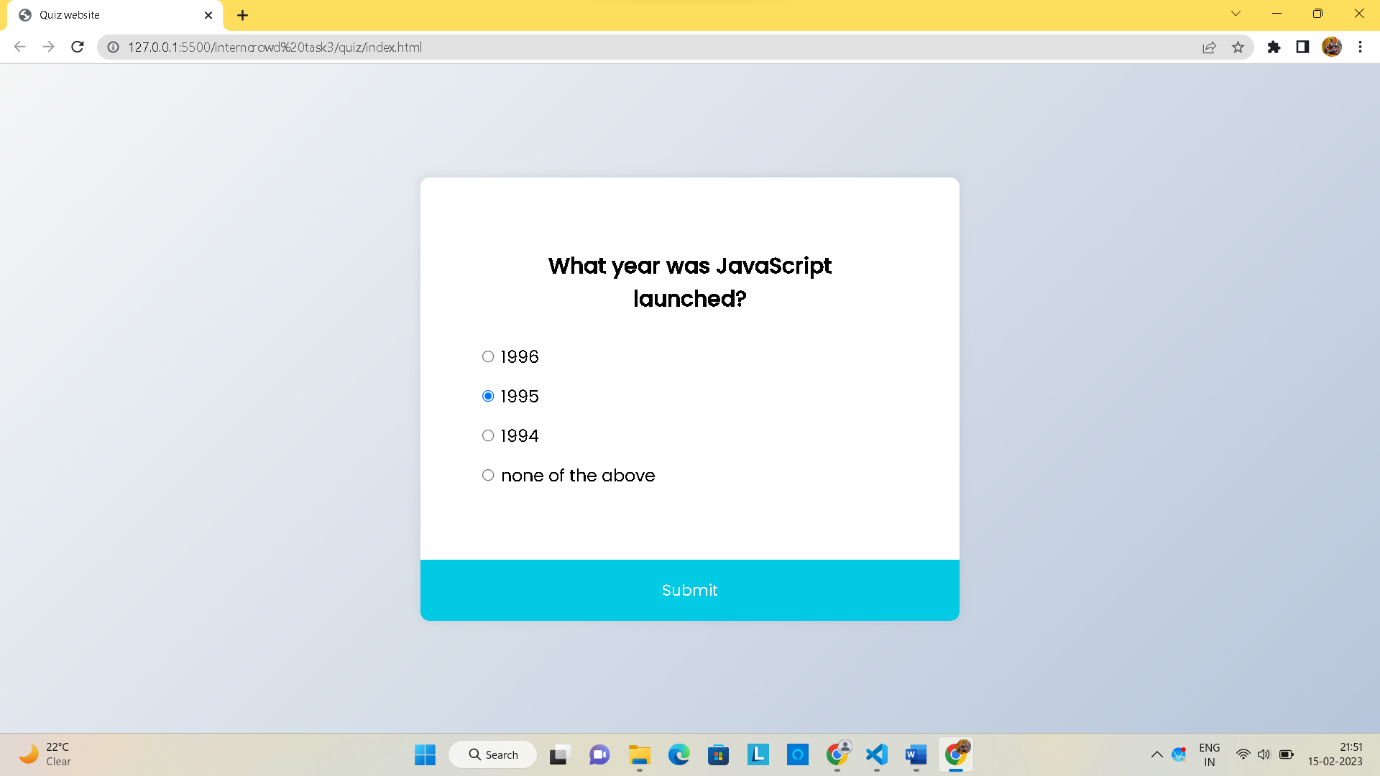 Quiz website
127.0.0.1:5500/interncrowd%20task3/quiz/index.html
What year was JavaScript
launched?
1996
1995
1994
none of the above
Submit
22°C
Clear
Search
ENG
IN
21:51
15-02-2023